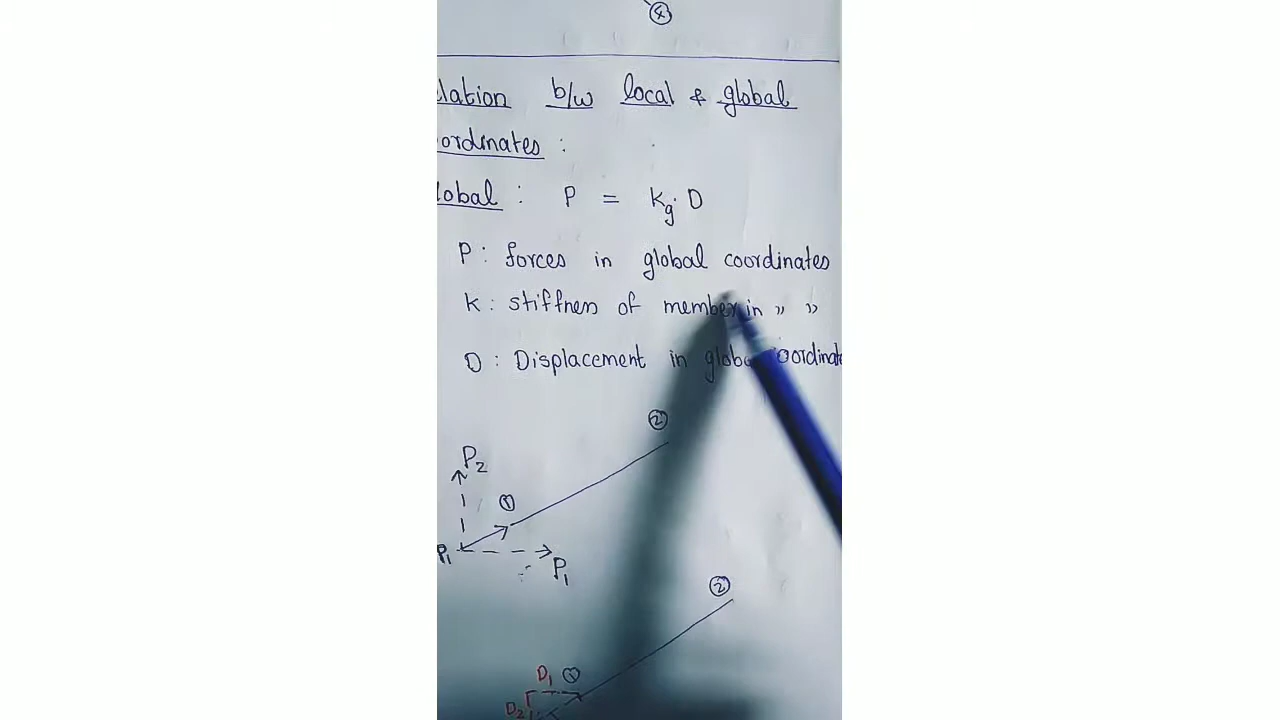 ④
lation b/w local & global
ordinates :
lobal : P = Kg. D
P : forces in global coordinates
K : stiffness of member in " "
D : Displacement in global coordinate
②
P2
①
P1
P1
②
D1 ①
D2